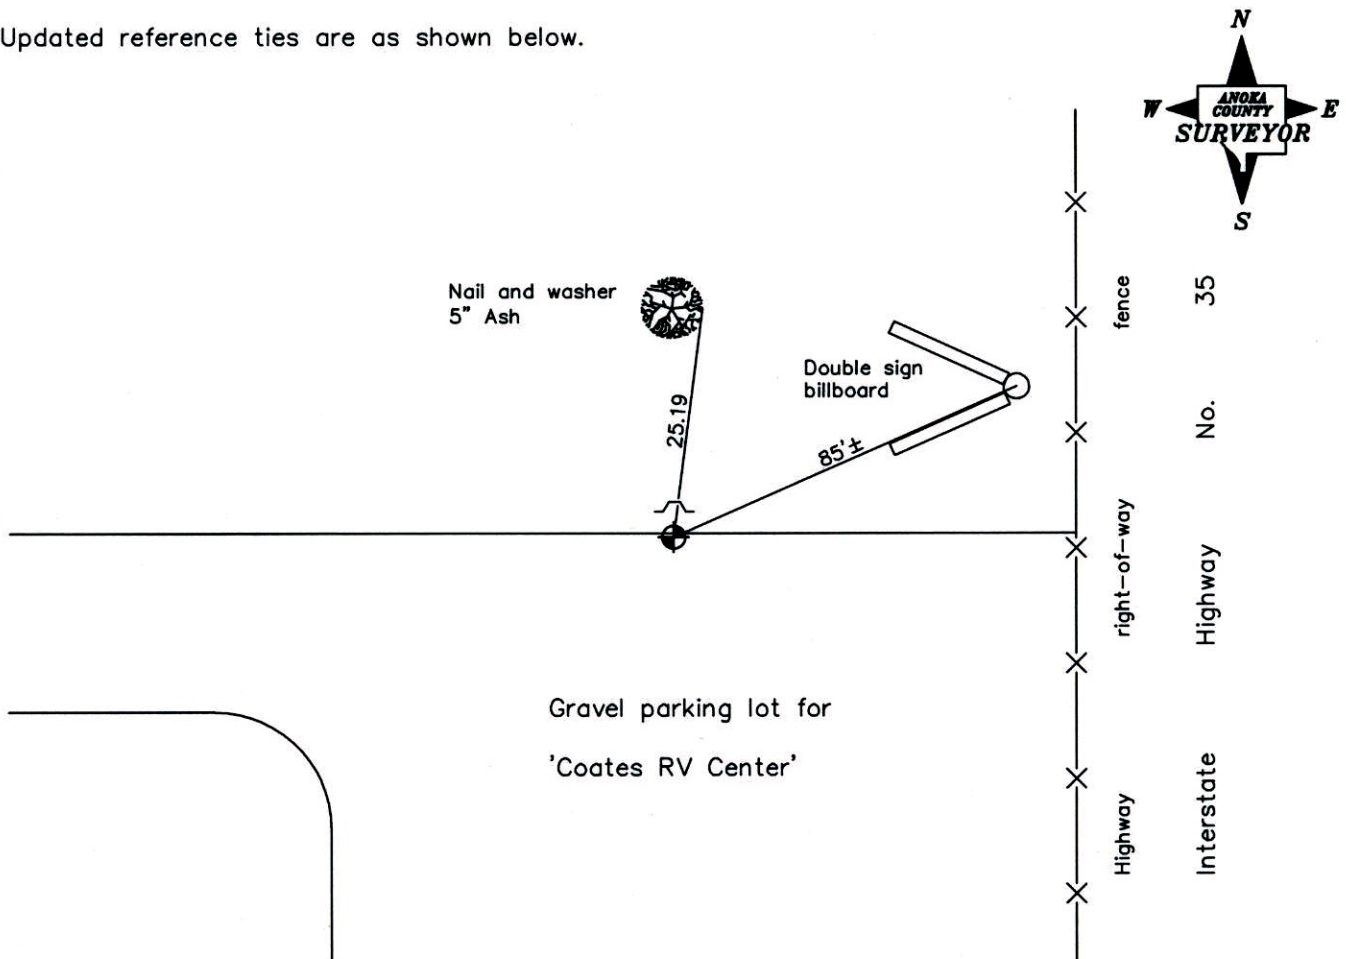 Updated reference ties are as shown below.
N
W
ANOKA
COUNTY
SURVEYOR
E
S
Nail and washer
5" Ash
25.19
Double sign
billboard
85'±
Gravel parking lot for
'Coates RV Center'
Highway right-of-way fence
Interstate Highway No. 35